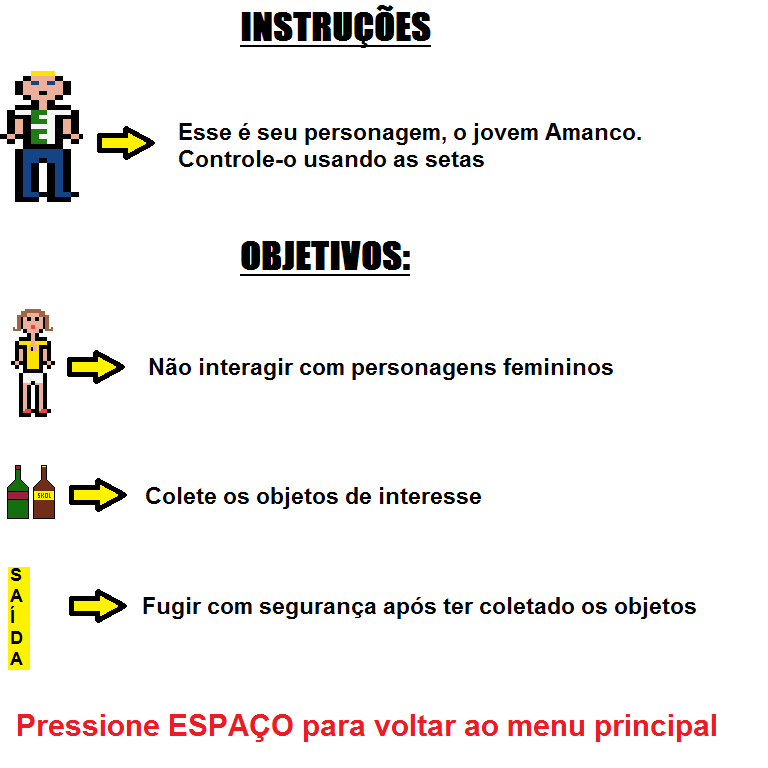 INSTRUÇÕES
Esse é seu personagem, o jovem Amanco.
Controle-o usando as setas
OBJETIVOS:
Não interagir com personagens femininos
SKOL
Colete os objetos de interesse
SAÍDA
Fugir com segurança após ter coletado os objetos
Pressione ESPAÇO para voltar ao menu principal